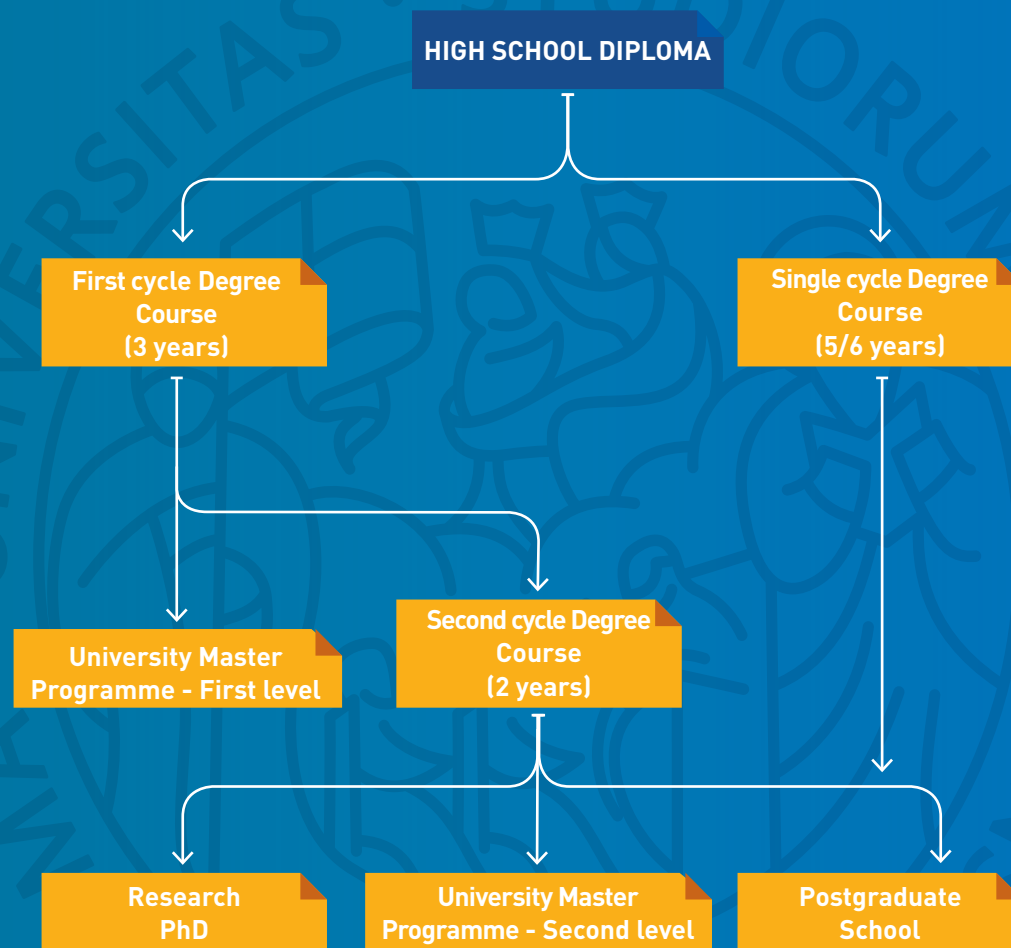 HIGH SCHOOL DIPLOMA
First cycle Degree
Course
(3 years)
Single cycle Degree
Course
(5/6 years)
University Master
Programme - First level
Second cycle Degree
Course
(2 years)
Research
PhD
University Master
Programme - Second level
Postgraduate
School